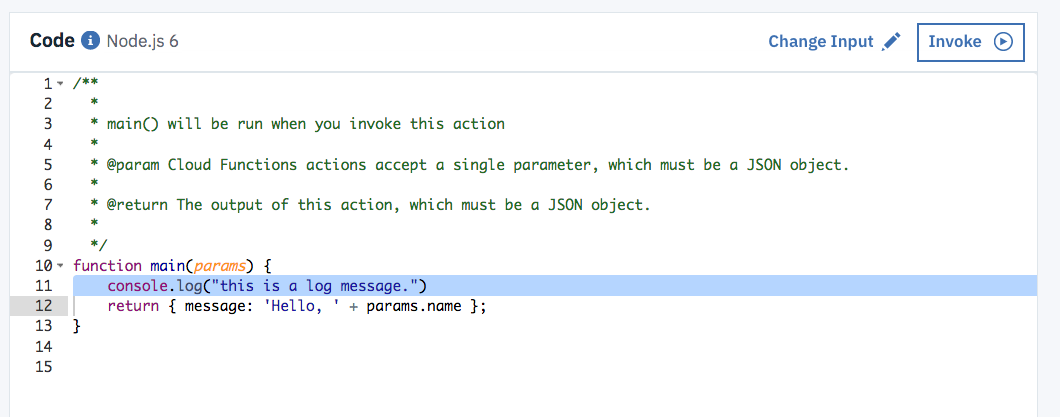 Code i Node.js 6 Change Input Invoke
1 /**
2 *
3 * main() will be run when you invoke this action
4 *
5 * @param Cloud Functions actions accept a single parameter, which must be a JSON object.
6 *
7 * @return The output of this action, which must be a JSON object.
8 *
9 */
10 function main(params) {
11 console.log("this is a log message.")
12 return { message: 'Hello, ' + params.name };
13 }
14
15